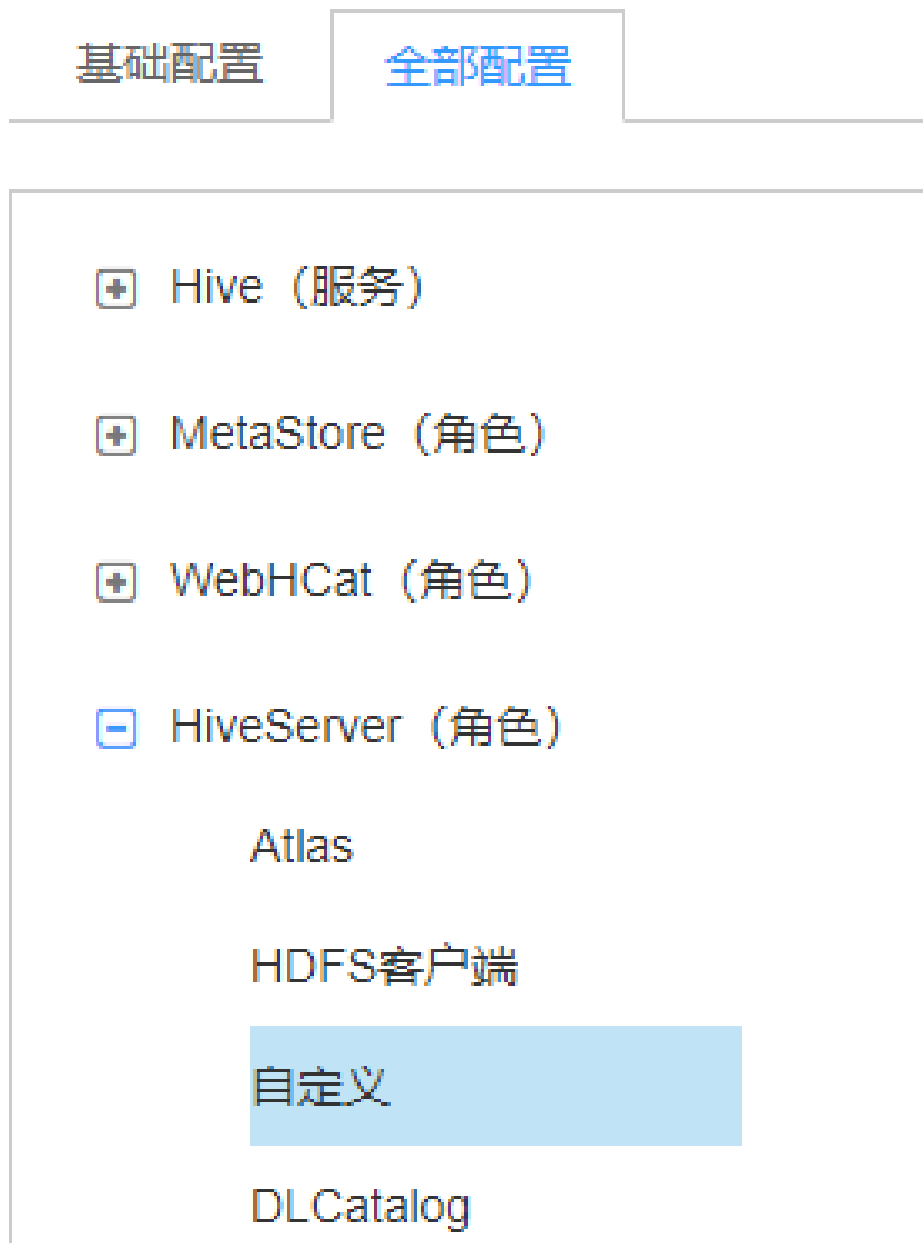 基础配置 全部配置
Hive（服务）
MetaStore（角色）
WebHCat（角色）
HiveServer（角色）
Atlas
HDFS客户端
自定义
DLCatalog